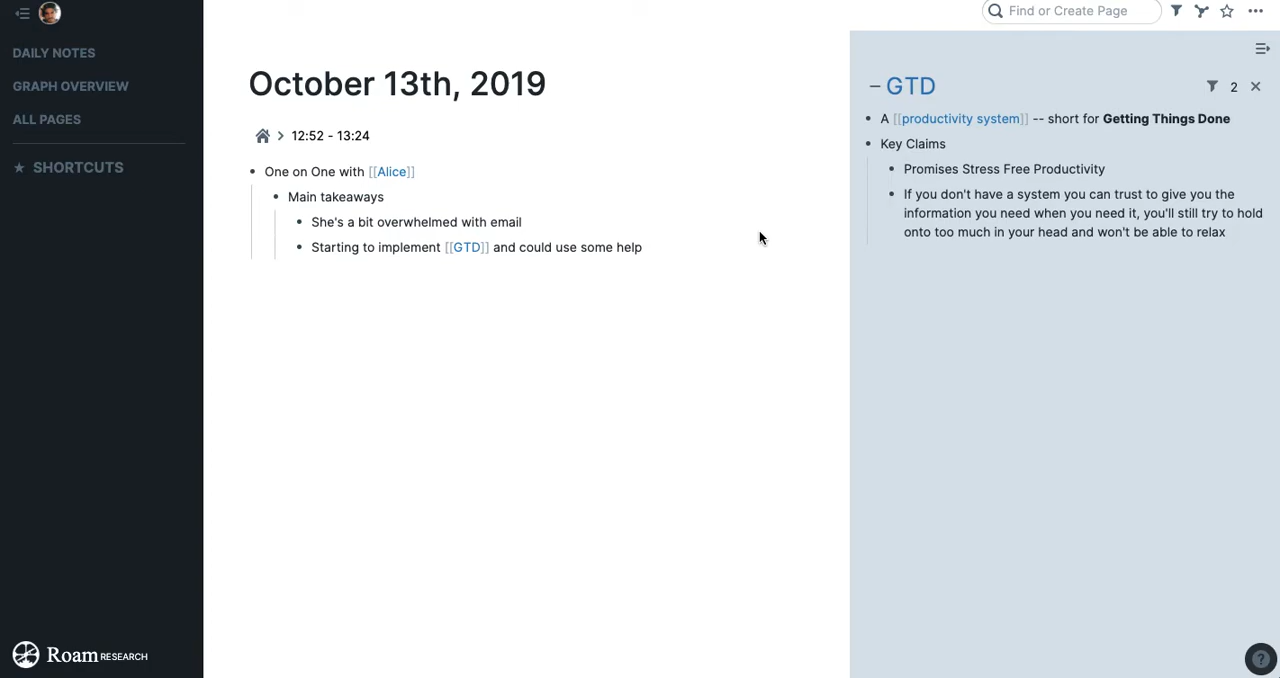 Find or Create Page
DAILY NOTES
GRAPH OVERVIEW
ALL PAGES
★ SHORTCUTS
October 13th, 2019
12:52 - 13:24
One on One with [[Alice]]
Main takeaways
She's a bit overwhelmed with email
Starting to implement [[GTD]] and could use some help
GTD
2
A [[productivity system]] -- short for Getting Things Done
Key Claims
Promises Stress Free Productivity
If you don't have a system you can trust to give you the
information you need when you need it, you'll still try to hold
onto too much in your head and won't be able to relax
Roam RESEARCH
?